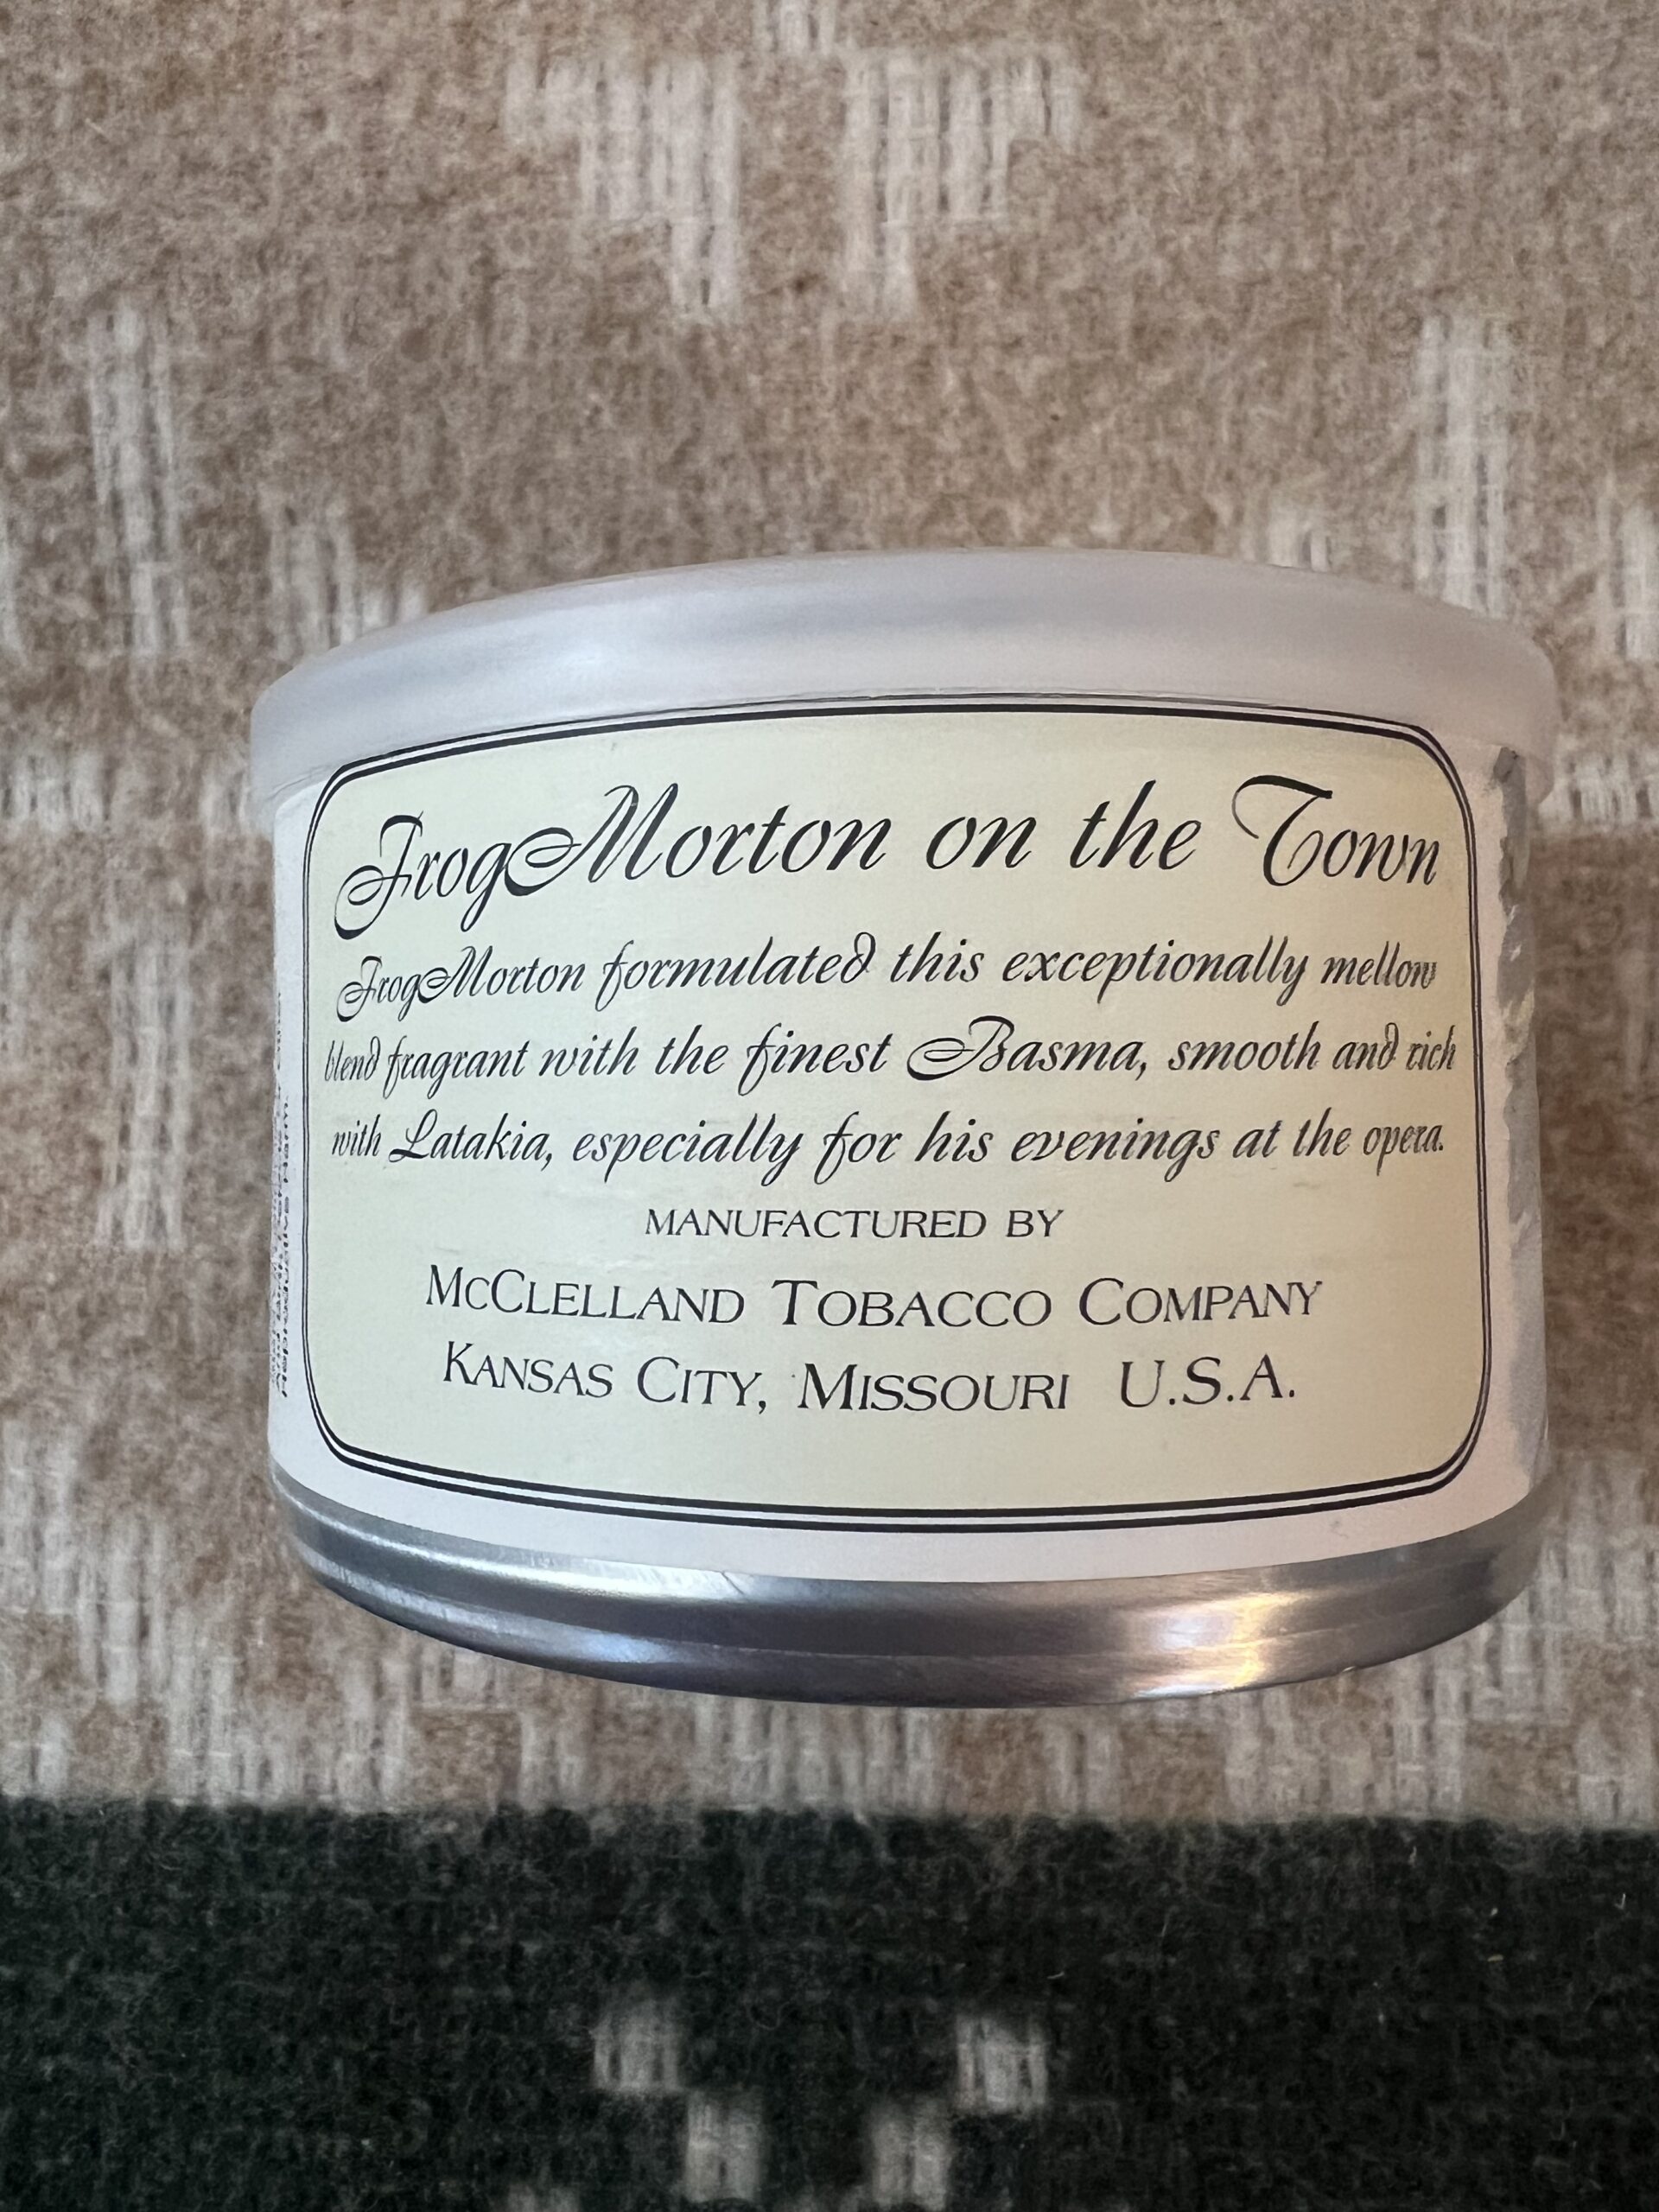 FrogMorton on the Town
FrogMorton formulated this exceptionally mellow
blend fragrant with the finest Basma, smooth and rich
with Latakia, especially for his evenings at the opera.
MANUFACTURED BY
MCCLELLAND TOBACCO COMPANY
KANSAS CITY, MISSOURI U.S.A.